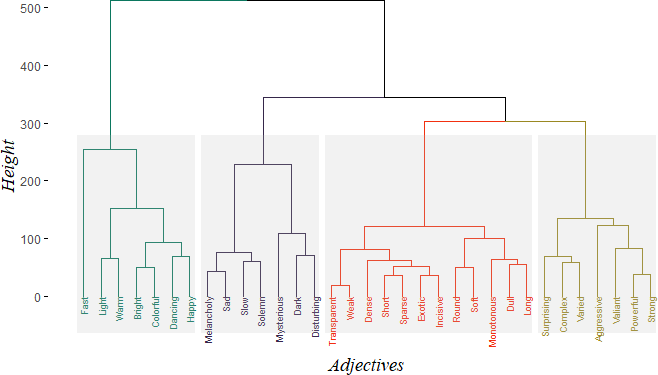 500
400
300
200
100
0
Height
Fast
Light
Warm
Bright
Colorful
Dancing
Happy
Melancholy
Sad
Slow
Solemn
Mysterious
Dark
Disturbing
Transparent
Weak
Dense
Short
Sparse
Exotic
Incisive
Round
Soft
Monotonous
Dull
Long
Surprising
Complex
Varied
Aggressive
Valiant
Powerful
Strong
Adjectives